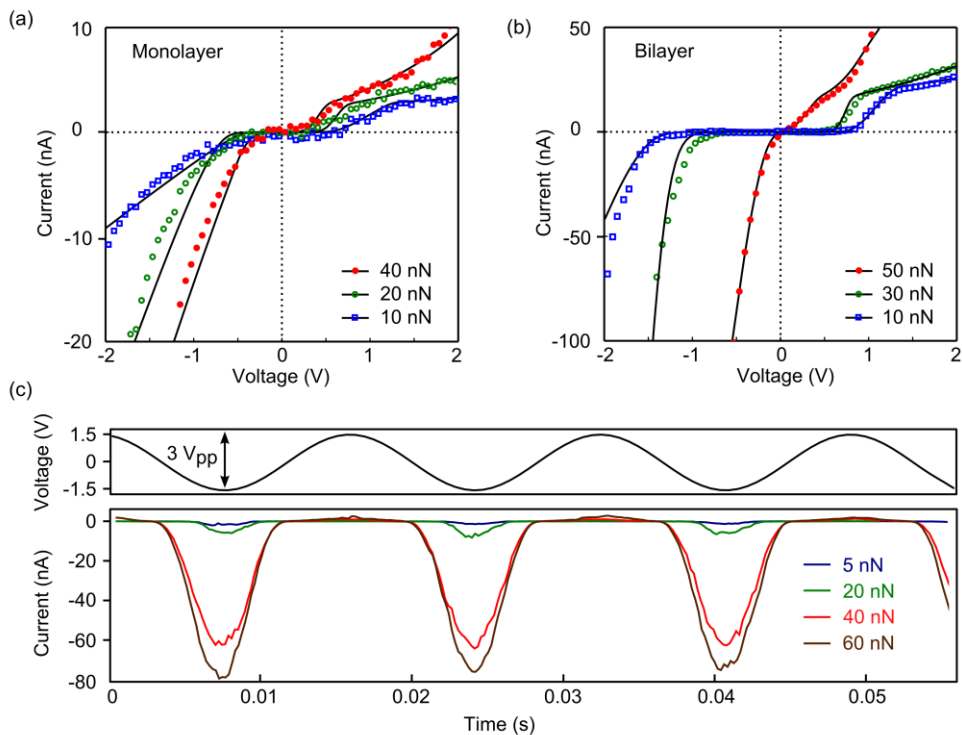 (a)
Monolayer
Current (nA)
10
0
-10
-20
-2
-1
0
1
2
Voltage (V)
40 nN
20 nN
10 nN
(b)
Bilayer
Current (nA)
50
0
-50
-100
-2
-1
0
1
2
Voltage (V)
50 nN
30 nN
10 nN
(c)
Voltage (V)
1.5
0
-1.5
3 Vpp
Current (nA)
0
-20
-40
-60
-80
5 nN
20 nN
40 nN
60 nN
0
0.01
0.02
0.03
0.04
0.05
Time (s)